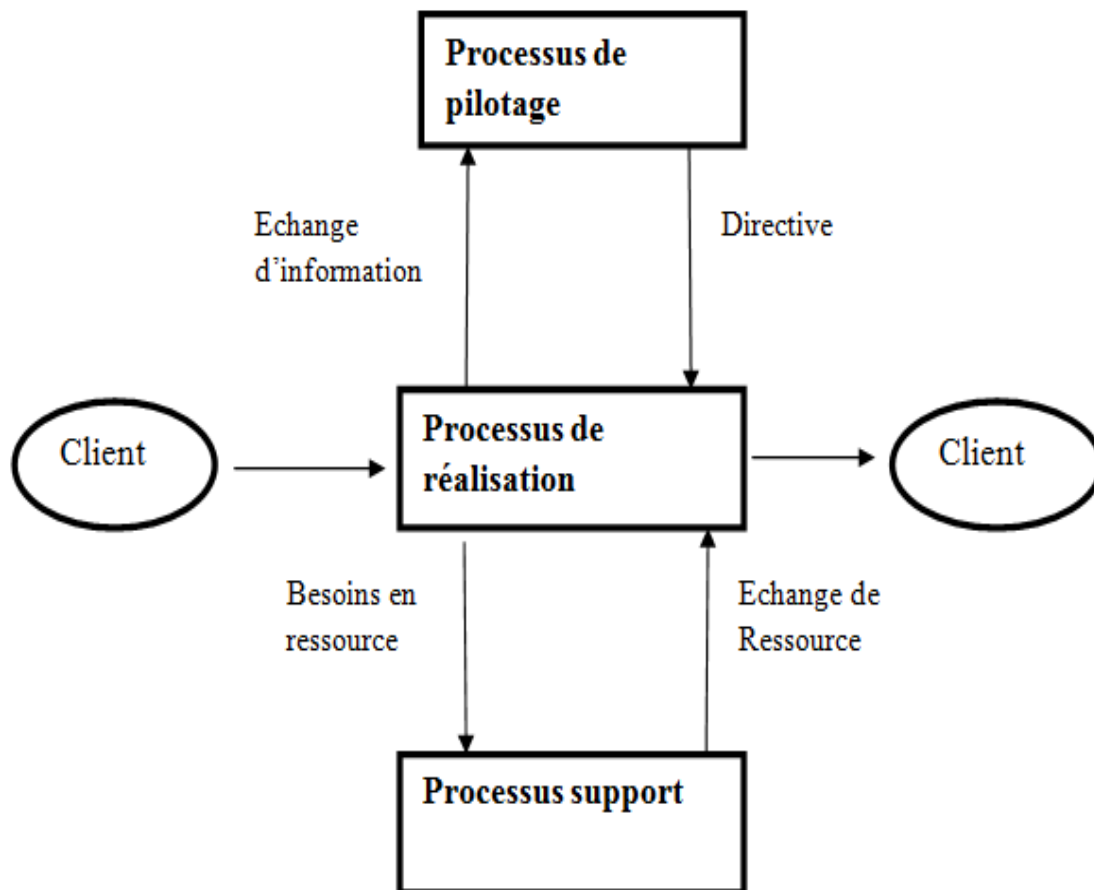 Processus de
pilotage
Echange
d'information
Directive
Client
Processus de
réalisation
Client
Besoins en
ressource
Echange de
Ressource
Processus support